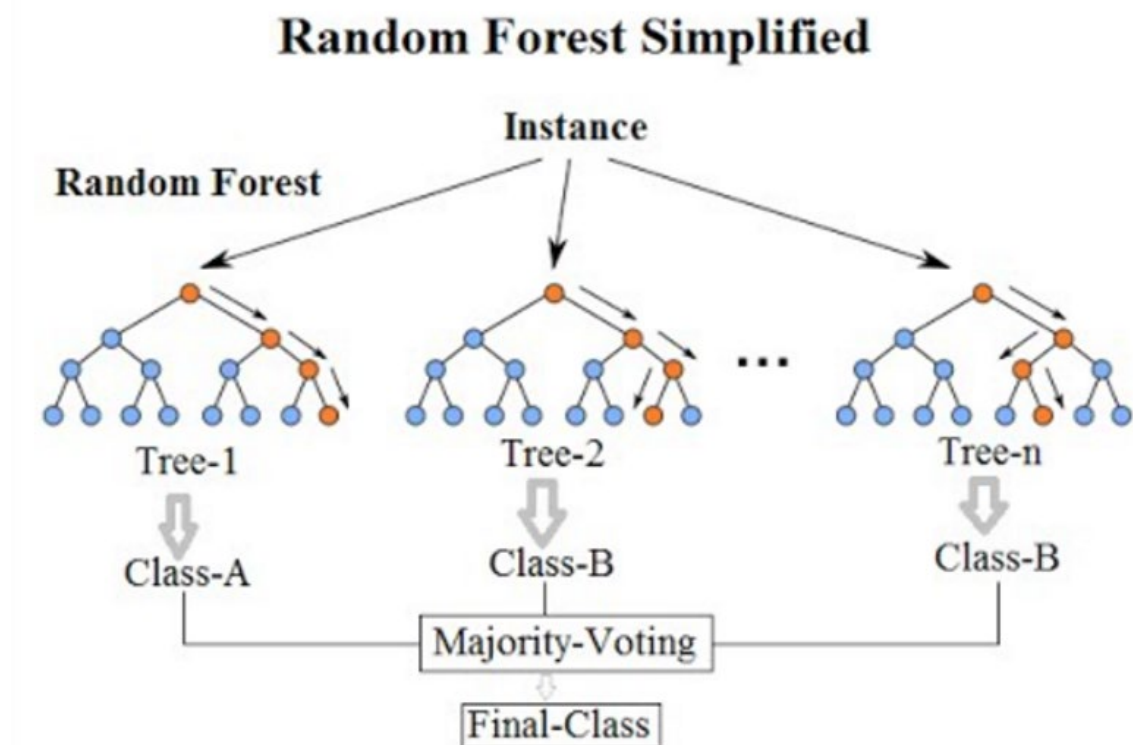 Random Forest Simplified
Instance
Random Forest
...
Tree-1
Tree-2
Tree-n
Class-A
Class-B
Class-B
Majority-Voting
Final-Class